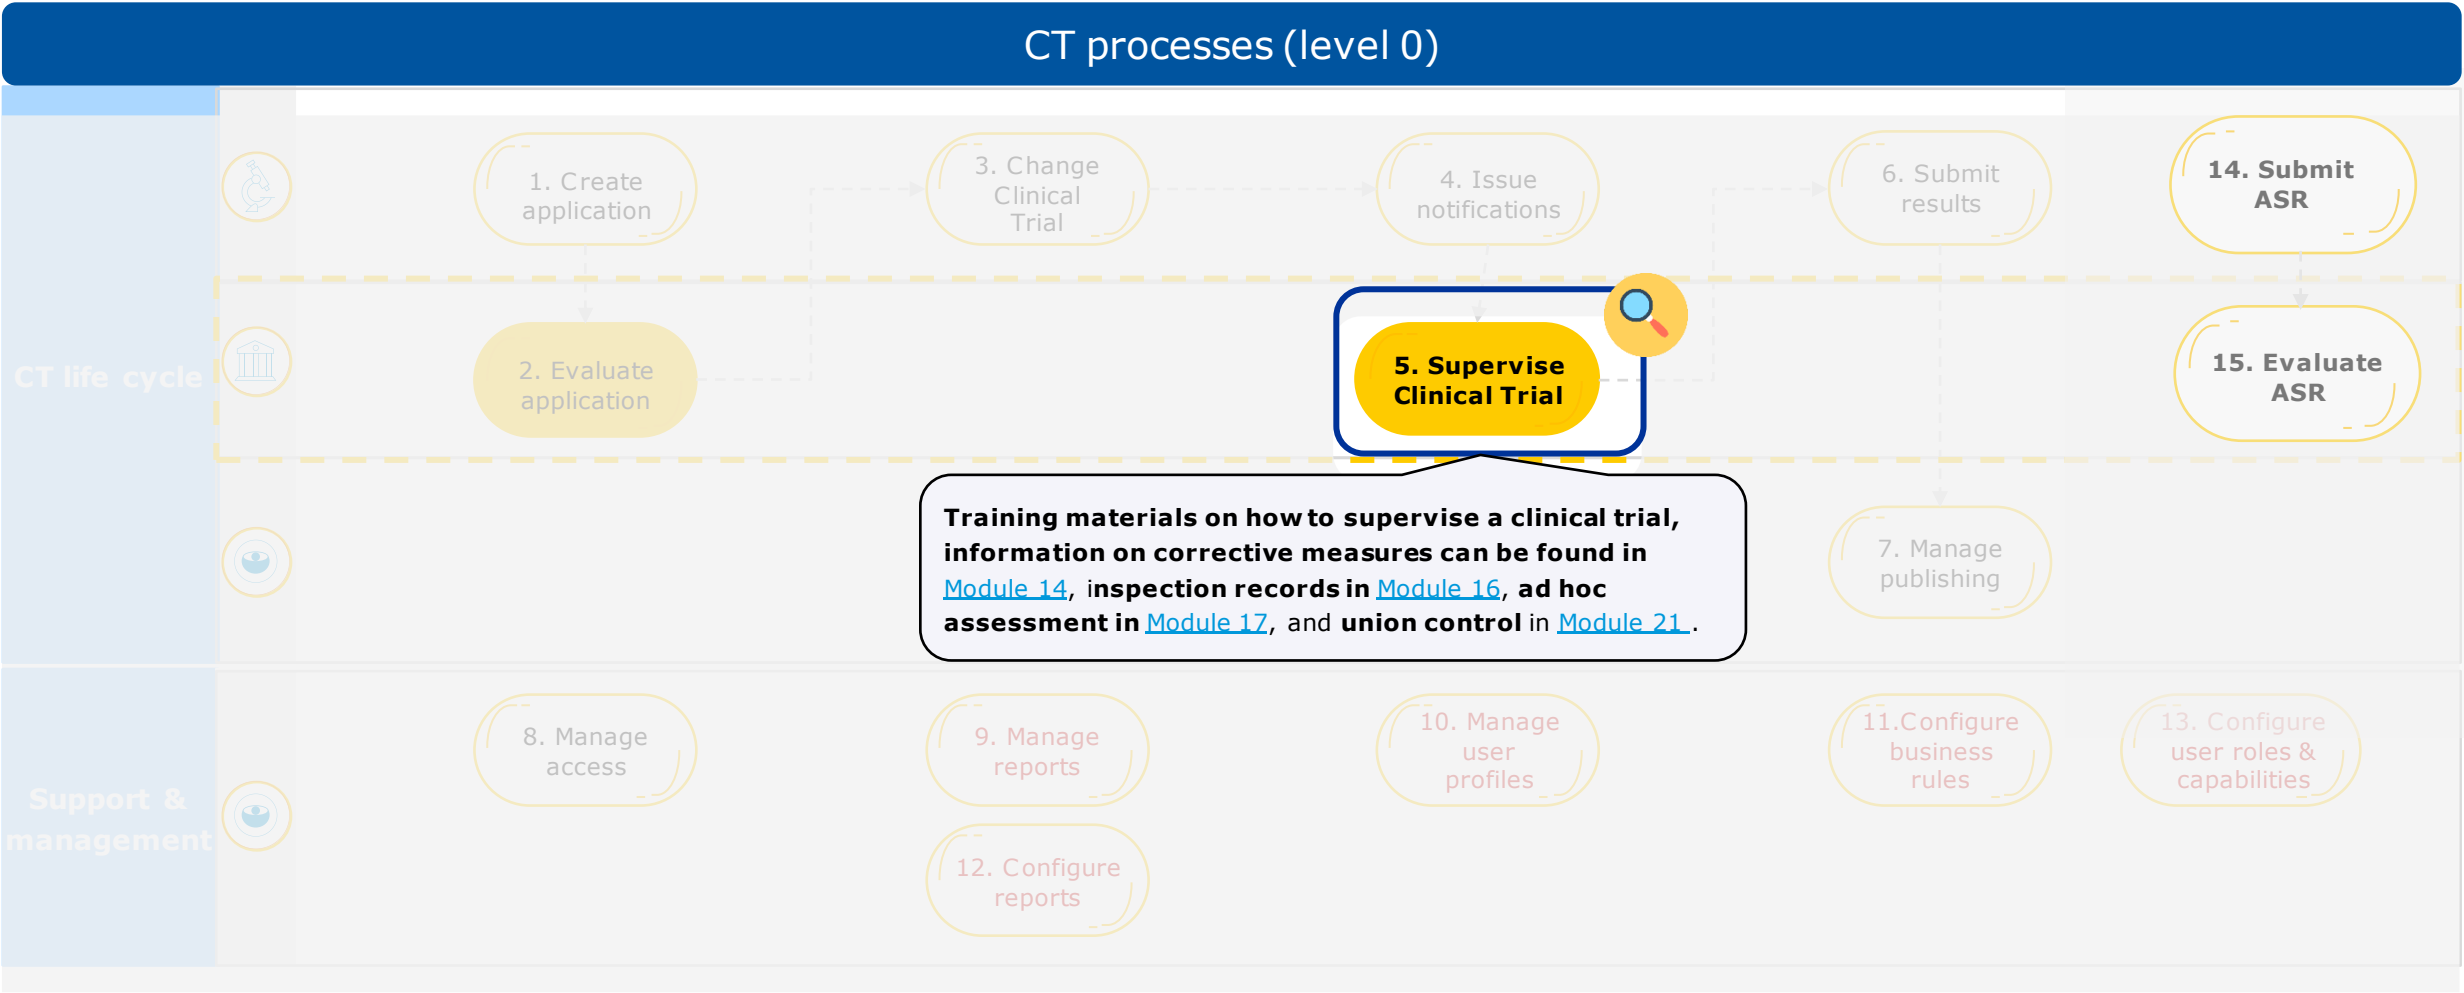 CT processes (level 0)
CT life cycle
1. Create
application
3. Change
Clinical
Trial
4. Issue
notifications
6. Submit
results
14. Submit
ASR
2. Evaluate
application
5. Supervise
Clinical Trial
15. Evaluate
ASR
Training materials on how to supervise a clinical trial,
information on corrective measures can be found in
Module 14, inspection records in Module 16, ad hoc
assessment in Module 17, and union control in Module 21 .
7. Manage
publishing
Support &
management
8. Manage
access
9. Manage
reports
10. Manage
user
profiles
11.Configure
business
rules
13. Configure
user roles &
capabilities
12. Configure
reports